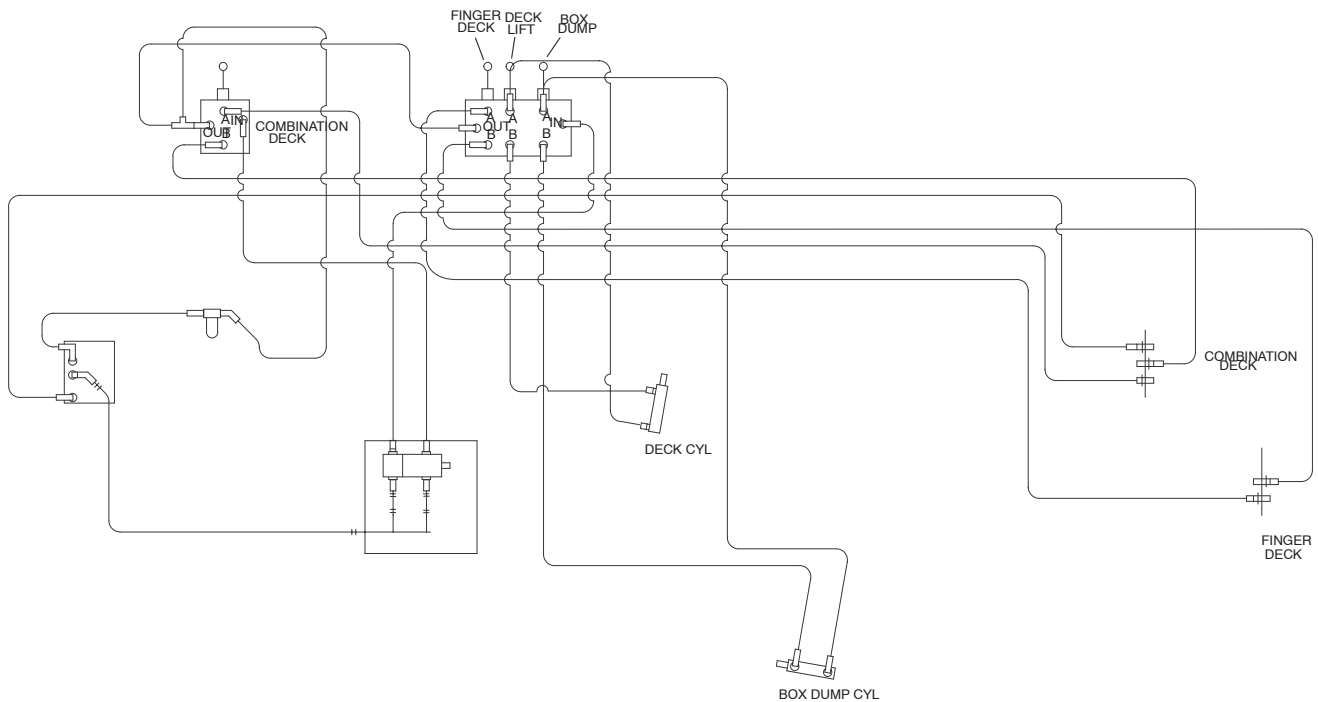 FINGER
DECK
DECK
LIFT
BOX
DUMP
A
IN
OUT
B
COMBINATION
DECK
A
A
A
OUT
IN
B
B
B
COMBINATION
DECK
DECK CYL
FINGER
DECK
BOX DUMP CYL